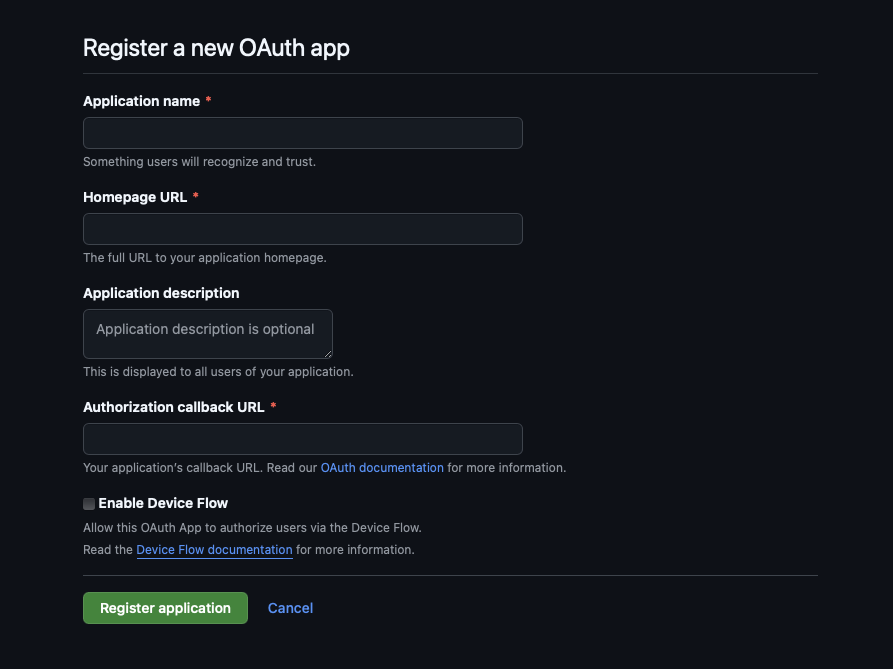 Register a new OAuth app
Application name *
Something users will recognize and trust.
Homepage URL *
The full URL to your application homepage.
Application description
Application description is optional
This is displayed to all users of your application.
Authorization callback URL *
Your application's callback URL. Read our OAuth documentation for more information.
Enable Device Flow
Allow this OAuth App to authorize users via the Device Flow.
Read the Device Flow documentation for more information.
Register application Cancel